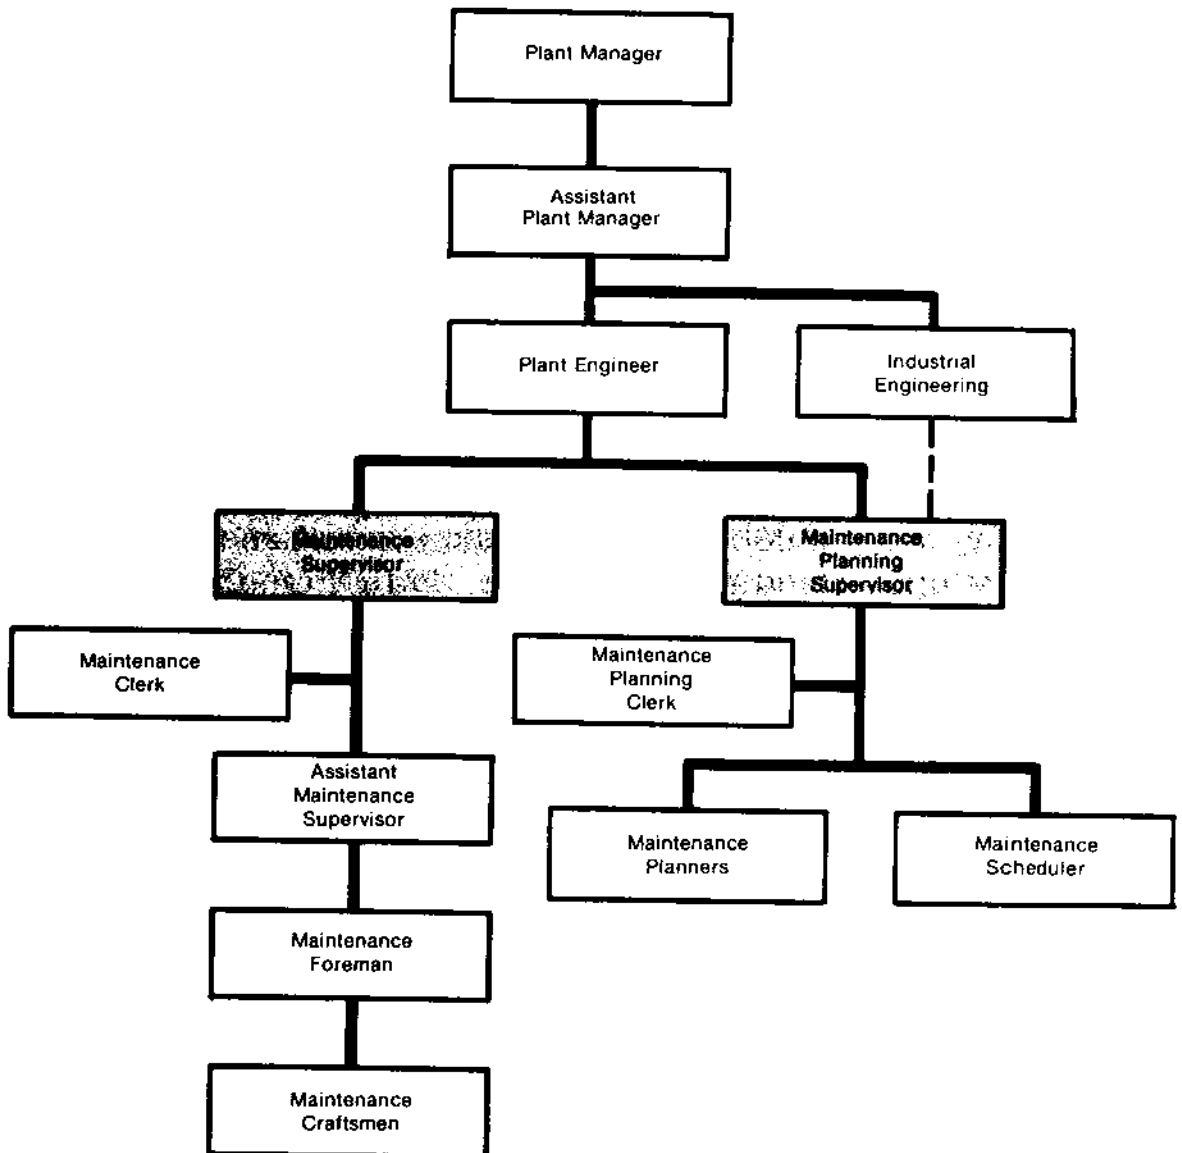 Plant Manager
Assistant
Plant Manager
Plant Engineer
Industrial
Engineering
Maintenance
Supervisor
Maintenance
Planning
Supervisor
Maintenance
Clerk
Maintenance
Planning
Clerk
Assistant
Maintenance
Supervisor
Maintenance
Planners
Maintenance
Scheduler
Maintenance
Foreman
Maintenance
Craftsmen